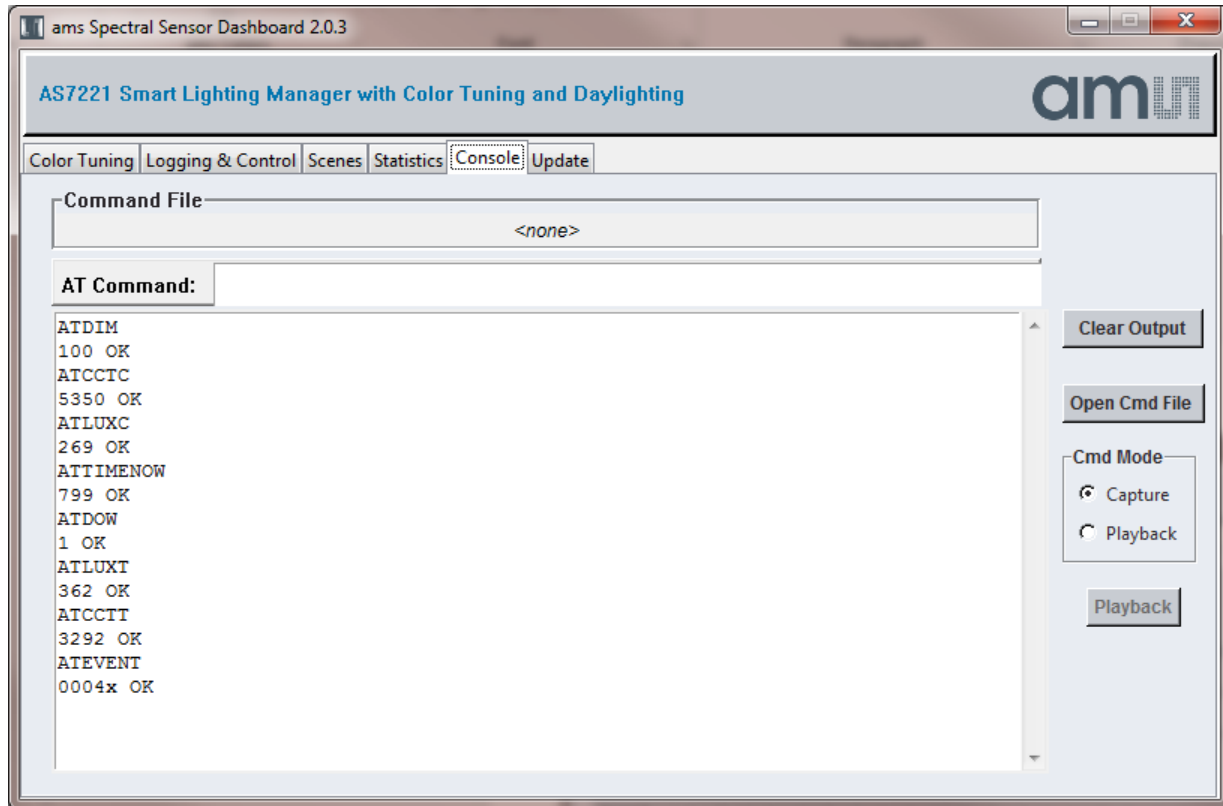 ams Spectral Sensor Dashboard 2.0.3
AS7221 Smart Lighting Manager with Color Tuning and Daylighting
amu
Color Tuning Logging & Control Scenes Statistics Console Update
Command File
<none>
AT Command:
ATDIM
100 OK
ATCCTC
5350 OK
ATLUXC
269 OK
ATTIMENOW
799 OK
ATDOW
1 OK
ATLUXT
362 OK
ATCCTT
3292 OK
ATEVENT
0004x OK
Clear Output
Open Cmd File
Cmd Mode
Capture
Playback
Playback